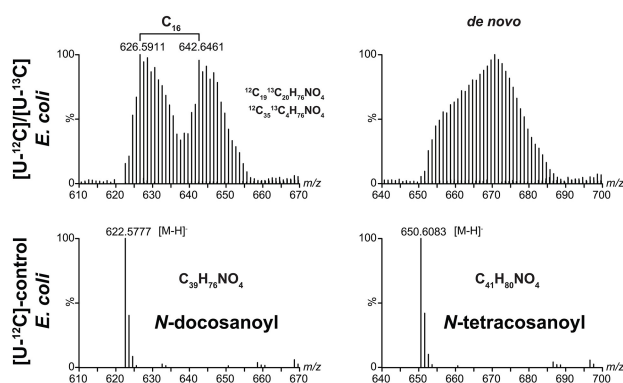 C16
de novo
626.5911 642.6461
[U-12C]/[U-13C]
E. coli
100
%
0
12C19 13C20H76NO4
12C35 13C4H76NO4
610 620 630 640 650 660 670 m/z
100
%
0
640 650 660 670 680 690 700 m/z
[U-12C]-control
E. coli
622.5777 [M-H]-
100
%
0
C39H76NO4
N-docosanoyl
610 620 630 640 650 660 670 m/z
650.6083 [M-H]-
100
%
0
C41H80NO4
N-tetracosanoyl
640 650 660 670 680 690 700 m/z